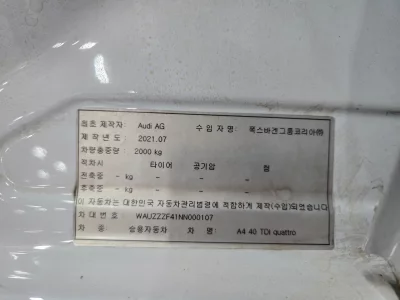 최초 제작자: Audi AG 수 입 자 명: 폭스바겐그룹코리아㈜
제 작 년 도 : 2021.07
차량총중량 2000 kg
적차시 타이어 공기압 림
전축중 - kg - - -
후축중 - kg - - -
이 자동차는 대한민국 자동차관리법령에 적합하게 제작(수입)되었습니다
차 대 번 호 WAUZZZF41NN000107
차 종 승용자동차 차 명: A4 40 TDI quattro